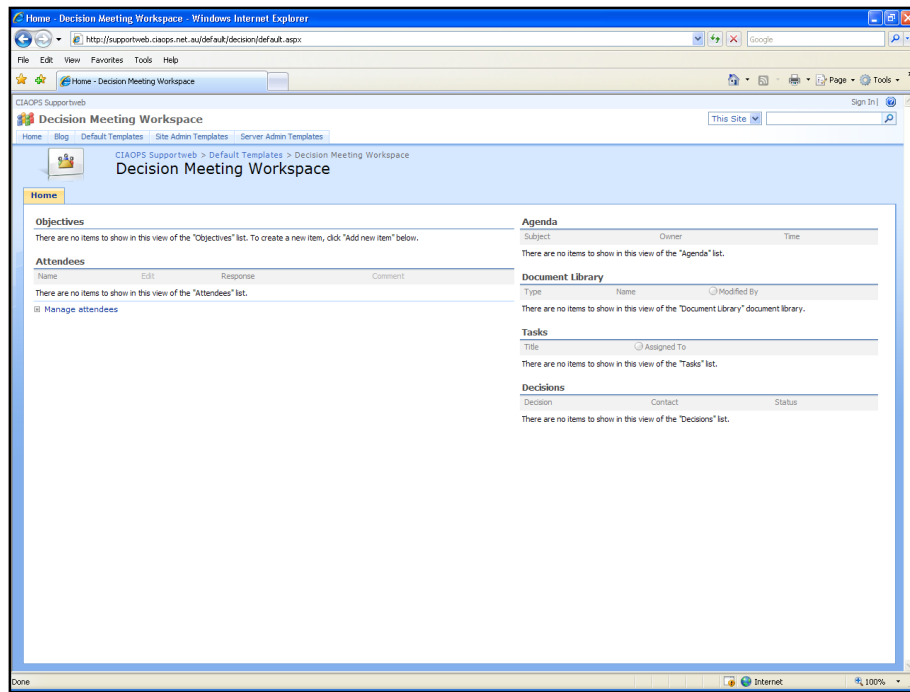 Home - Decision Meeting Workspace - Windows Internet Explorer
http://supportweb.ciaops.net.au/default/decision/default.aspx
Google
File Edit View Favorites Tools Help
Home - Decision Meeting Workspace
Page Tools
CIAOPS Supportweb
Sign In |
Decision Meeting Workspace
This Site
Home Blog Default Templates Site Admin Templates Server Admin Templates
CIAOPS Supportweb > Default Templates > Decision Meeting Workspace
Decision Meeting Workspace
Home
Objectives
There are no items to show in this view of the "Objectives" list. To create a new item, click "Add new item" below.
Attendees
Name Edit Response Comment
There are no items to show in this view of the "Attendees" list.
Manage attendees
Agenda
Subject Owner Time
There are no items to show in this view of the "Agenda" list.
Document Library
Type Name Modified By
There are no items to show in this view of the "Document Library" document library.
Tasks
Title Assigned To
There are no items to show in this view of the "Tasks" list.
Decisions
Decision Contact Status
There are no items to show in this view of the "Decisions" list.
Done
Internet
100%